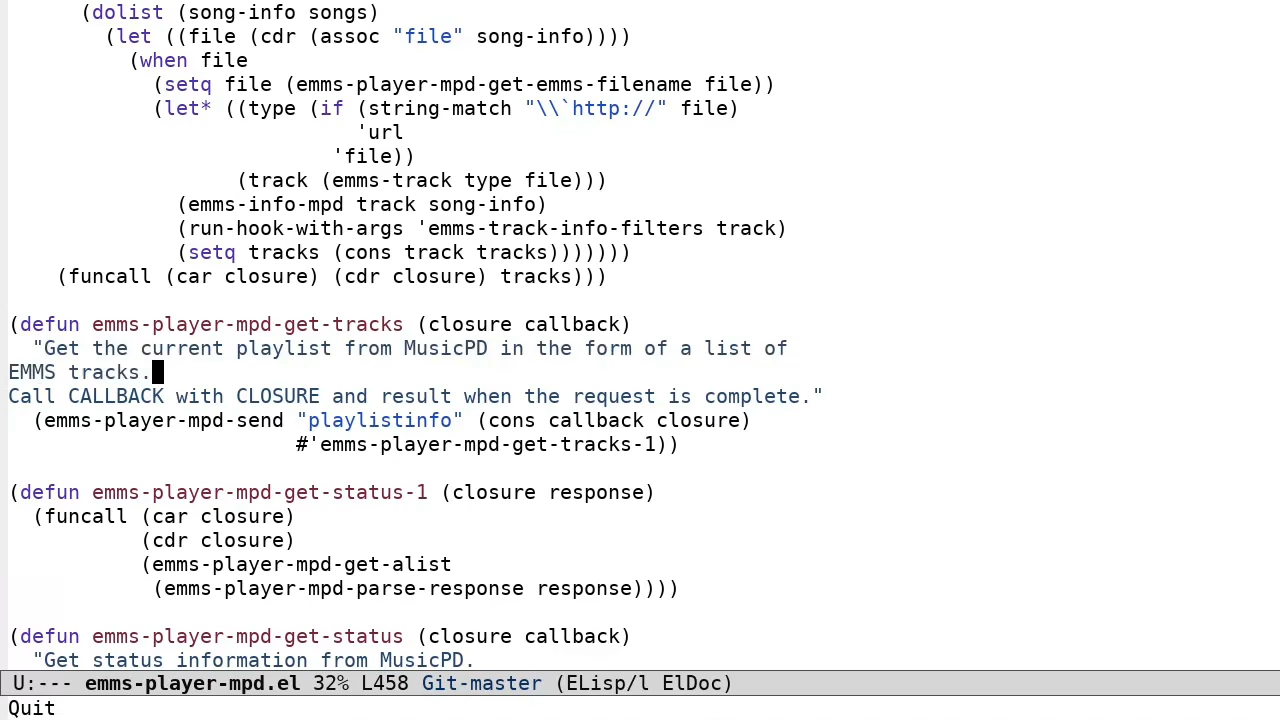 (dolist (song-info songs)
(let ((file (cdr (assoc "file" song-info))))
(when file
(setq file (emms-player-mpd-get-emms-filename file))
(let* ((type (if (string-match "\\`http://" file)
'url
'file))
(track (emms-track type file)))
(emms-info-mpd track song-info)
(run-hook-with-args 'emms-track-info-filters track)
(setq tracks (cons track tracks)))))))
(funcall (car closure) (cdr closure) tracks)))
(defun emms-player-mpd-get-tracks (closure callback)
"Get the current playlist from MusicPD in the form of a list of
EMMS tracks.
Call CALLBACK with CLOSURE and result when the request is complete."
(emms-player-mpd-send "playlistinfo" (cons callback closure)
#'emms-player-mpd-get-tracks-1))
(defun emms-player-mpd-get-status-1 (closure response)
(funcall (car closure)
(cdr closure)
(emms-player-mpd-get-alist
(emms-player-mpd-parse-response response))))
(defun emms-player-mpd-get-status (closure callback)
"Get status information from MusicPD.
U:--- emms-player-mpd.el 32% L458 Git-master (ELisp/l ElDoc)
Quit